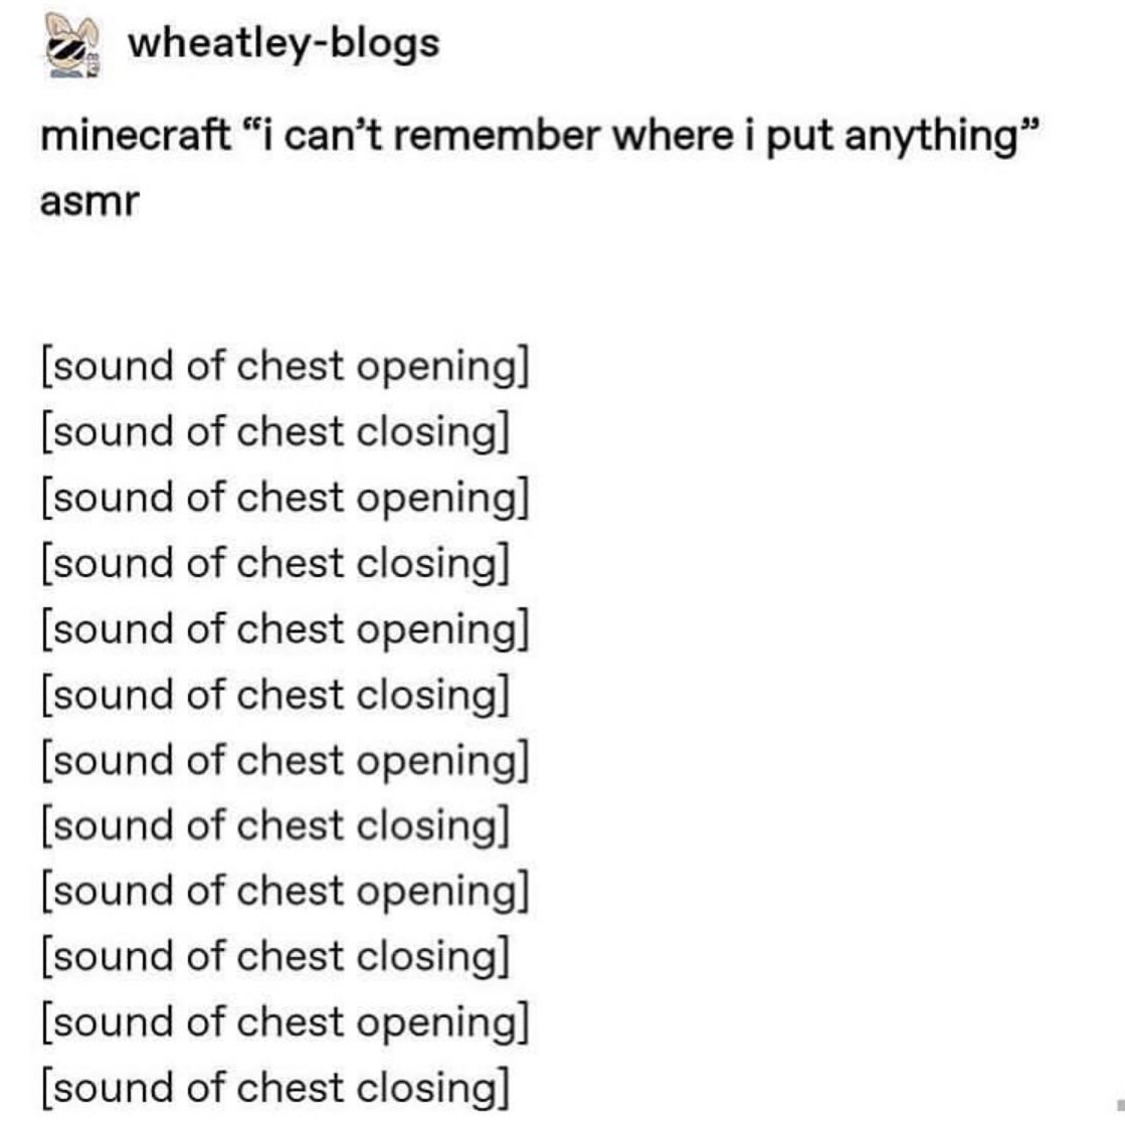 wheatley-blogs
minecraft “i can’t remember where i put anything”
asmr
[sound of chest opening]
[sound of chest closing]
[sound of chest opening]
[sound of chest closing]
[sound of chest opening]
[sound of chest closing]
[sound of chest opening]
[sound of chest closing]
[sound of chest opening]
[sound of chest closing]
[sound of chest opening]
[sound of chest closing]